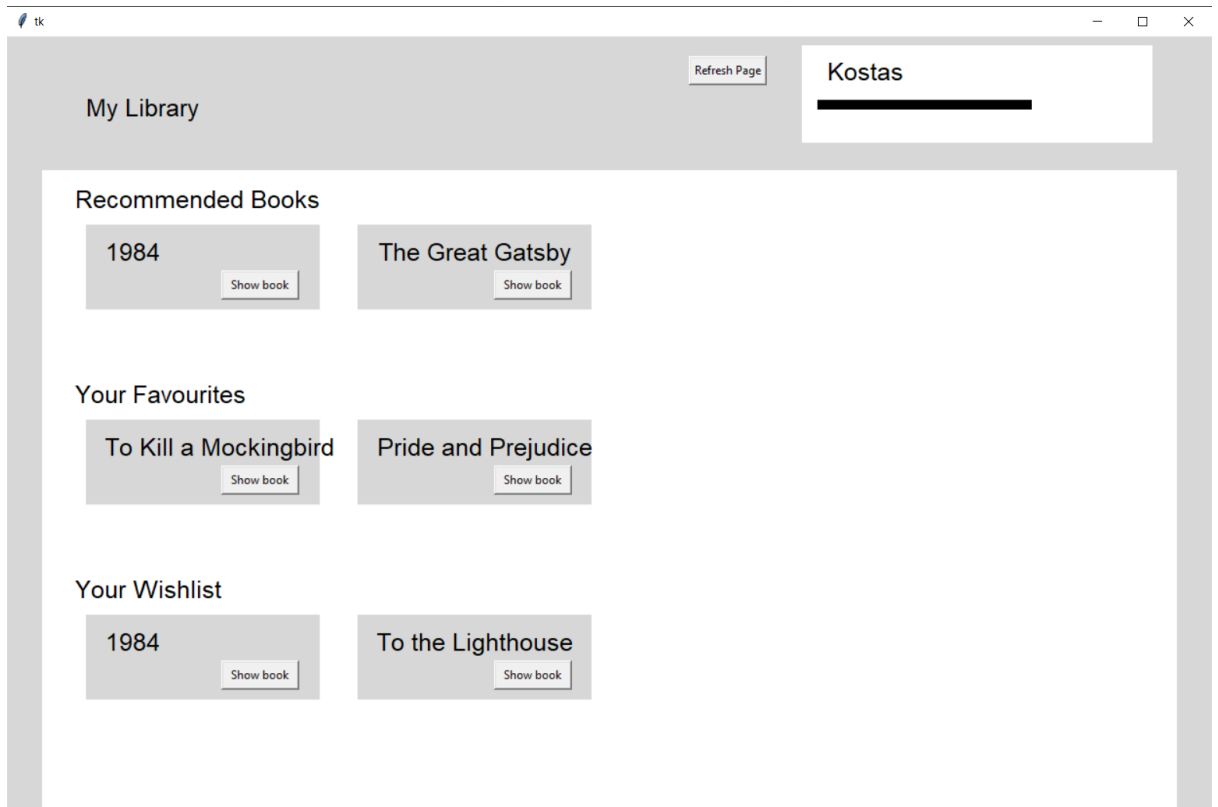 tk
Refresh Page
Kostas
My Library
Recommended Books
1984
The Great Gatsby
Show book
Show book
Your Favourites
To Kill a Mockingbird
Pride and Prejudice
Show book
Show book
Your Wishlist
1984
To the Lighthouse
Show book
Show book